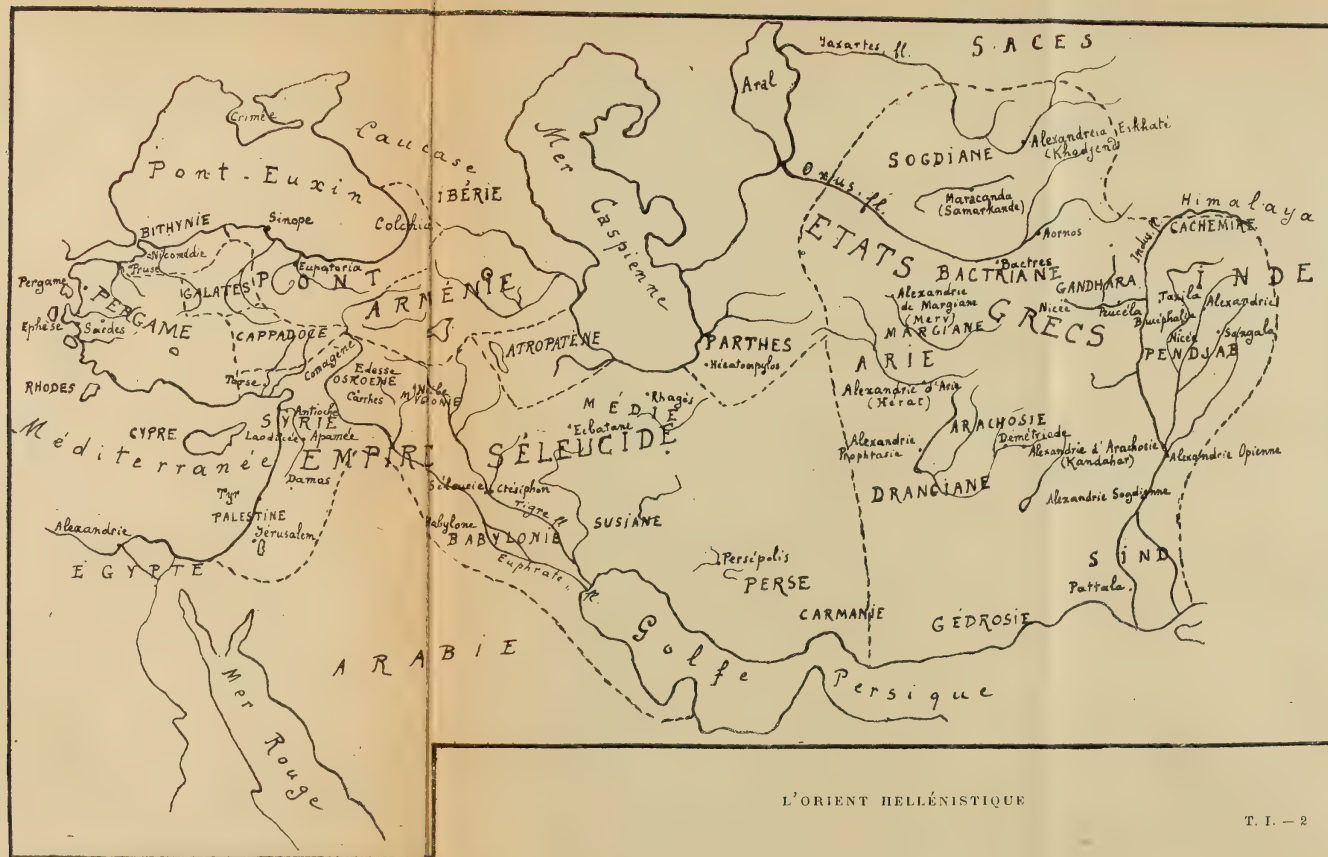 Crimée
Caucase
Pont-Euxin
IBÉRIE
Colchide
Mer Caspienne
Aral
Iaxartes. fl.
SACES
SOGDIANE
Alexandreia Eskhaté
(Khodjend)
Maracanda
(Samarkande)
Oxus. fl.
Himalaya
CACHEMIRE
Indus. fl.
Aornos
BITHYNIE
Sinope
Nicomédie
Pruse
Eupatoria
Pergame
PERGAME
GALATES
PONT
ARMÉNIE
Ephèse
Sardes
CAPPADOCE
Comagène
Tarse
RHODES
ATROPATÈNE
PARTHES
Hécatompylos
ETATS
GRECS
Bactres
BACTRIANE
Alexandrie
de Margiane
(Merv)
MARGIANE
GANDHARA
Nicée
Peucéla
INDE
Taxila
Alexandrie
Bucéphalie
Nicée
Sangala
PENDJAB
ARIE
Alexandrie d'Arie
(Hérat)
ARACHOSIE
Démétriade
Alexandrie d'Arachosie
(Kandahar)
Alexandrie
Prophtasie
DRANGIANE
Alexandrie Opienne
Alexandrie Sogdienne
SIND
Pattala
Edesse
OSROENE
Carrhes
MYGDONIE
Antioche
SYRIE
Laodicée
Apamée
CYPRE
Méditerranée
EMPIRE SÉLEUCIDE
MÉDIE
Rhagès
Ecbatane
Damas
Tyr
PALESTINE
Jérusalem
Séleucie
Ctésiphon
Tigre fl.
SUSIANE
Babylone
BABYLONIE
Euphrate. fl.
Persépolis
PERSE
CARMANIE
GÉDROSIE
Alexandrie
EGYPTE
ARABIE
Golfe Persique
Mer Rouge
L'ORIENT HELLÉNISTIQUE
T. I. — 2